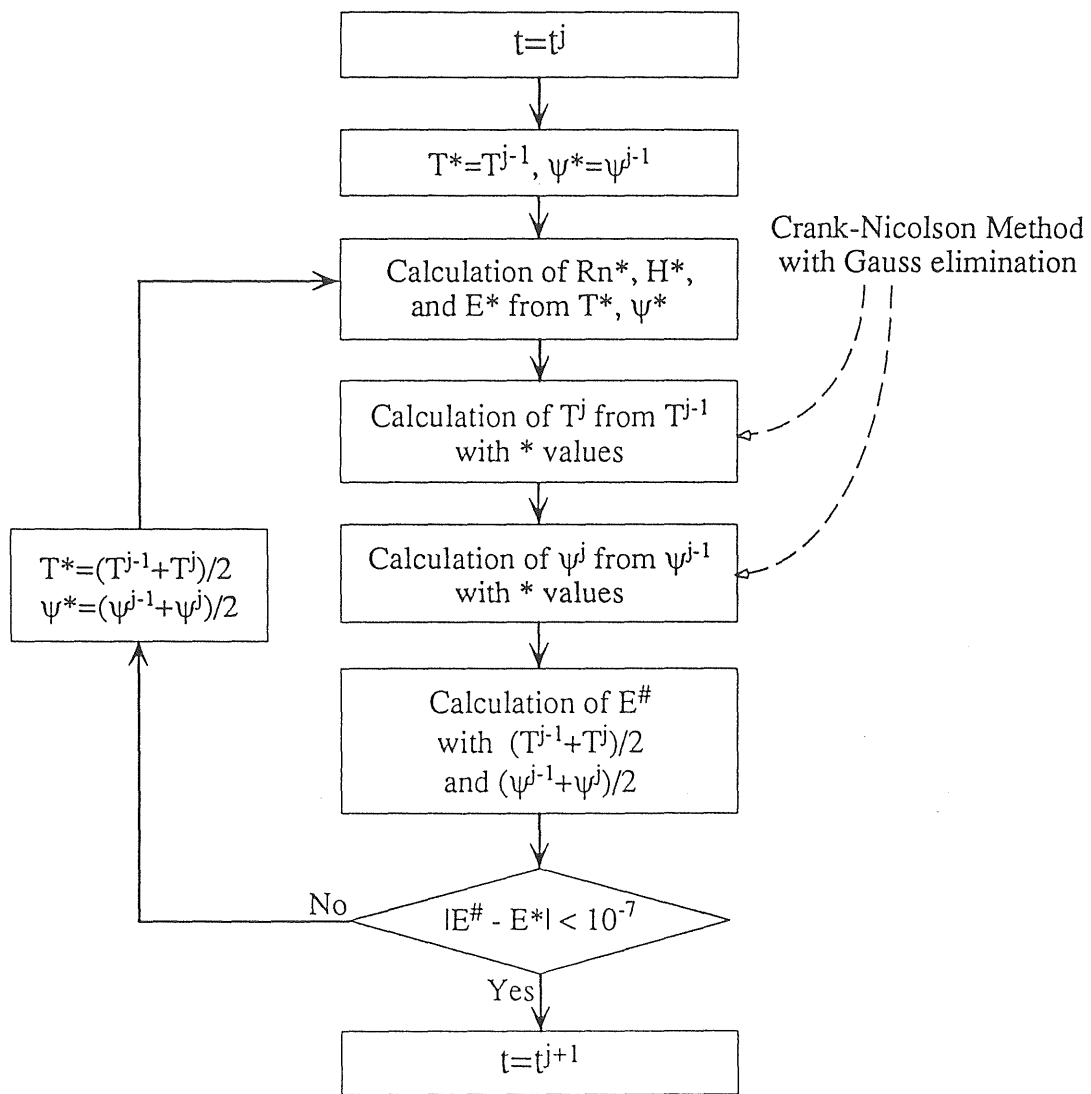 t=t^j
T*=T^j-1, ψ*=ψ^j-1
Crank-Nicolson Method
with Gauss elimination
Calculation of Rn*, H*,
and E* from T*, ψ*
Calculation of T^j from T^j-1
with * values
Calculation of ψ^j from ψ^j-1
with * values
T*=(T^j-1+T^j)/2
ψ*=(ψ^j-1+ψ^j)/2
Calculation of E^#
with (T^j-1+T^j)/2
and (ψ^j-1+ψ^j)/2
No
|E^# - E*| < 10^-7
Yes
t=t^j+1